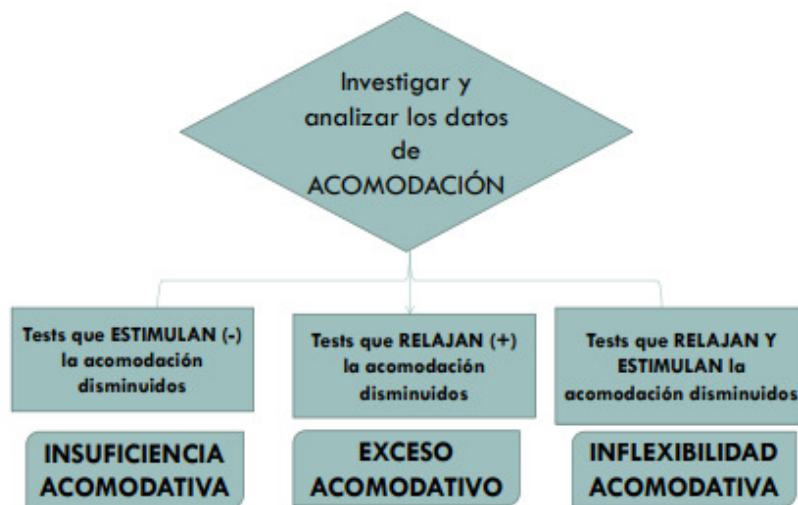 Investigar y
analizar los datos
de
ACOMODACIÓN
Tests que ESTIMULAN (-)
la acomodación
disminuidos
Tests que RELAJAN (+)
la acomodación
disminuidos
Tests que RELAJAN Y
ESTIMULAN la
acomodación disminuidos
INSUFICIENCIA
ACOMODATIVA
EXCESO
ACOMODATIVO
INFLEXIBILIDAD
ACOMODATIVA